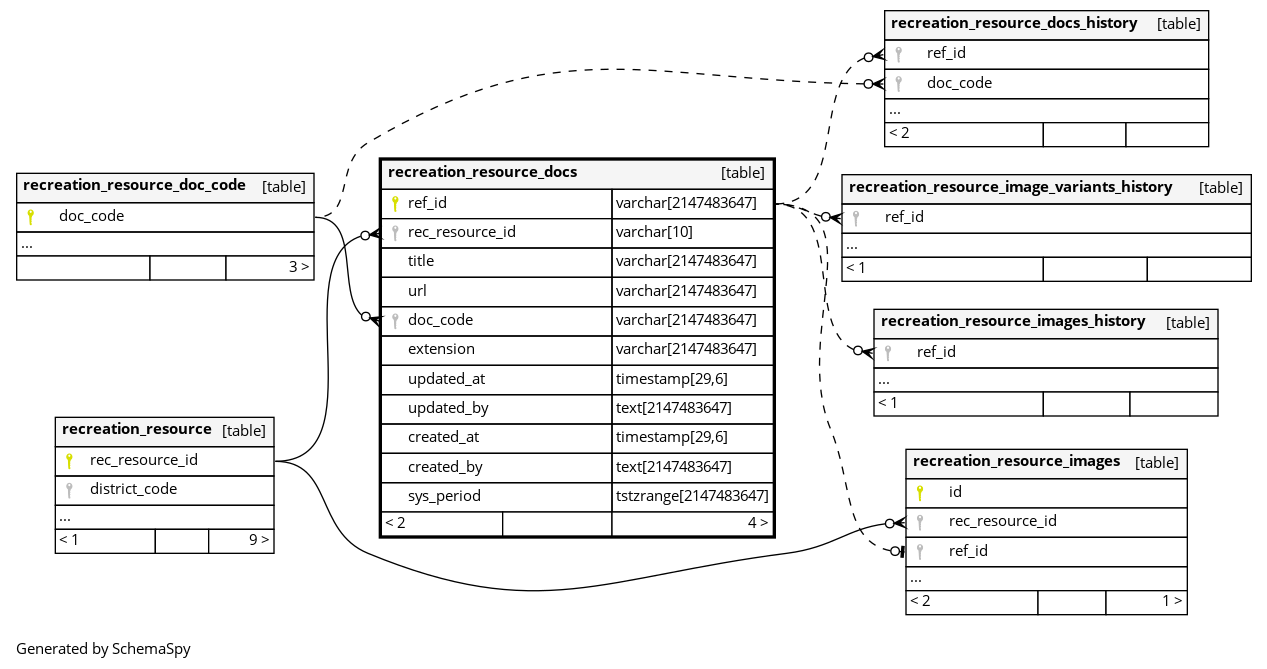 recreation_resource_docs_history [table]
ref_id
doc_code
...
< 2
recreation_resource_doc_code [table]
doc_code
...
3 >
recreation_resource_docs [table]
ref_id varchar[2147483647]
rec_resource_id varchar[10]
title varchar[2147483647]
url varchar[2147483647]
doc_code varchar[2147483647]
extension varchar[2147483647]
updated_at timestamp[29,6]
updated_by text[2147483647]
created_at timestamp[29,6]
created_by text[2147483647]
sys_period tstzrange[2147483647]
< 2 4 >
recreation_resource_image_variants_history [table]
ref_id
...
< 1
recreation_resource_images_history [table]
ref_id
...
< 1
recreation_resource [table]
rec_resource_id
district_code
...
< 1 9 >
recreation_resource_images [table]
id
rec_resource_id
ref_id
...
< 2 1 >
Generated by SchemaSpy